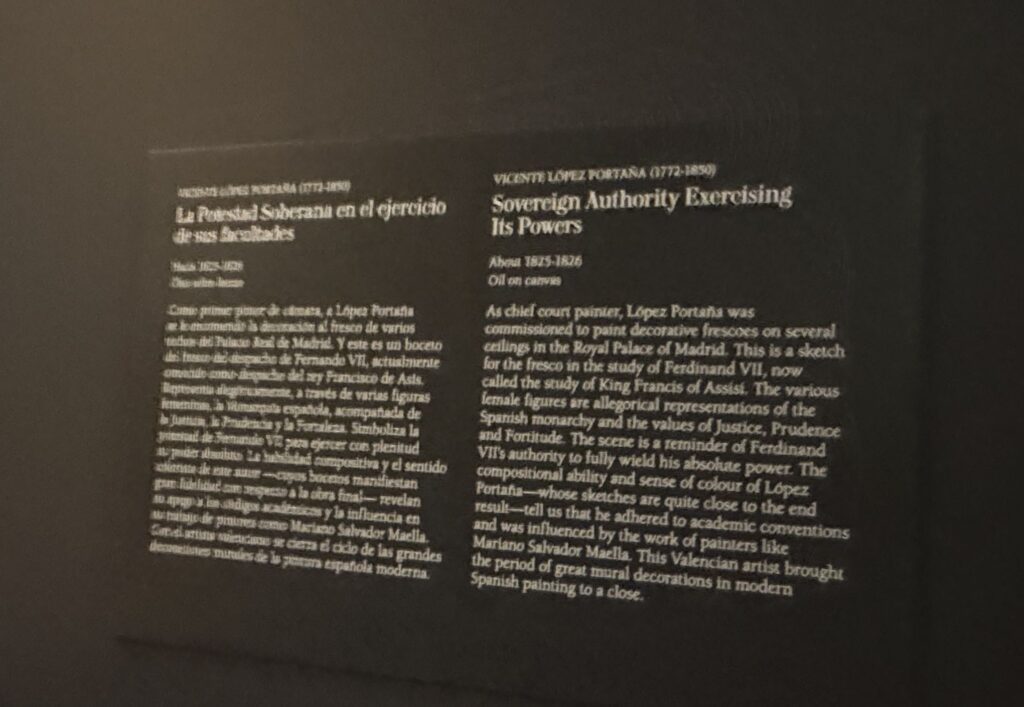 VICENTE LÓPEZ PORTAÑA (1772-1850)
La Potestad Soberana en el ejercicio
de sus facultades
Hacia 1825-1826
Óleo sobre lienzo
Como primer pintor de cámara, a López Portaña
se le encomendó la decoración al fresco de varios
techos del Palacio Real de Madrid. Y este es un boceto
del fresco del despacho de Fernando VII, actualmente
conocido como despacho del rey Francisco de Asís.
Representa alegóricamente, a través de varias figuras
femeninas, la Monarquía española, acompañada de
la Justicia, la Prudencia y la Fortaleza. Simboliza la
potestad de Fernando VII para ejercer con plenitud
su poder absoluto. La habilidad compositiva y el sentido
colorista de este autor —cuyos bocetos manifiestan
gran fidelidad con respecto a la obra final— revelan
su apego a los códigos académicos y la influencia en
su trabajo de pintores como Mariano Salvador Maella.
Con el artista valenciano se cierra el ciclo de las grandes
decoraciones murales de la pintura española moderna.
VICENTE LÓPEZ PORTAÑA (1772-1850)
Sovereign Authority Exercising
Its Powers
About 1825-1826
Oil on canvas
As chief court painter, López Portaña was
commissioned to paint decorative frescoes on several
ceilings in the Royal Palace of Madrid. This is a sketch
for the fresco in the study of Ferdinand VII, now
called the study of King Francis of Assisi. The various
female figures are allegorical representations of the
Spanish monarchy and the values of Justice, Prudence
and Fortitude. The scene is a reminder of Ferdinand
VII's authority to fully wield his absolute power. The
compositional ability and sense of colour of López
Portaña—whose sketches are quite close to the end
result—tell us that he adhered to academic conventions
and was influenced by the work of painters like
Mariano Salvador Maella. This Valencian artist brought
the period of great mural decorations in modern
Spanish painting to a close.